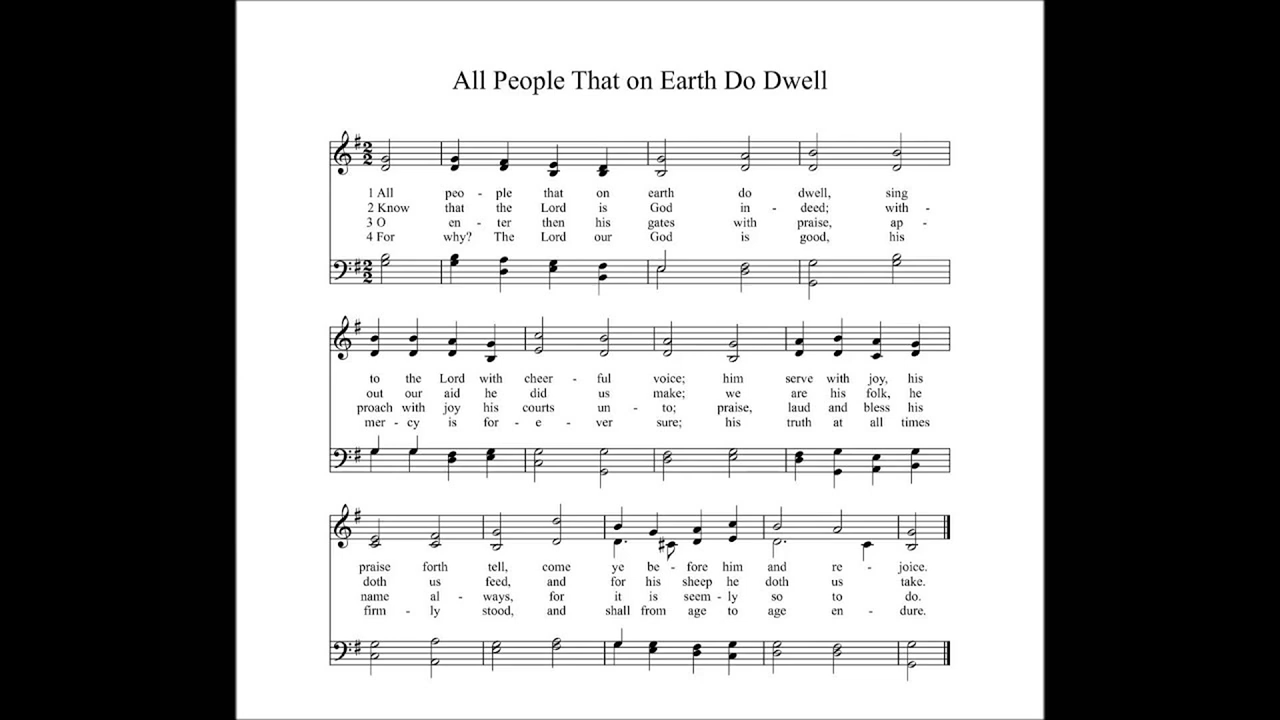 All People That on Earth Do Dwell
1 All peo - ple that on earth do dwell, sing
2 Know that the Lord is God in - deed; with -
3 O en - ter then his gates with praise, ap -
4 For why? The Lord our God is good, his
to the Lord with cheer - ful voice; him serve with joy, his
out our aid he did us make; we are his folk, he
proach with joy his courts un - to; praise, laud and bless his
mer - cy is for - e - ver sure; his truth at all times
praise forth tell, come ye be - fore him and re - joice.
doth us feed, and for his sheep he doth us take.
name al - ways, for it is seem - ly so to do.
firm - ly stood, and shall from age to age en - dure.